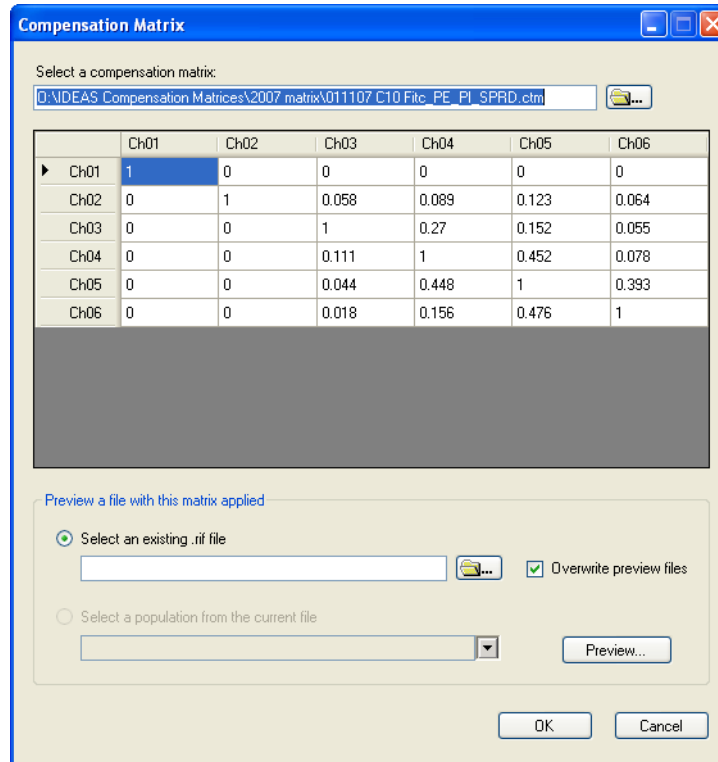 Compensation Matrix
Select a compensation matrix:
O:\IDEAS Compensation Matrices\2007 matrix\011107 C10 Fitc_PE_PI_SPRD.ctm
...
Ch01 Ch02 Ch03 Ch04 Ch05 Ch06
Ch01 1 0 0 0 0 0
Ch02 0 1 0.058 0.089 0.123 0.064
Ch03 0 0 1 0.27 0.152 0.055
Ch04 0 0 0.111 1 0.452 0.078
Ch05 0 0 0.044 0.448 1 0.393
Ch06 0 0 0.018 0.156 0.476 1
Preview a file with this matrix applied
Select an existing .rif file
... Overwrite preview files
Select a population from the current file
Preview...
OK Cancel